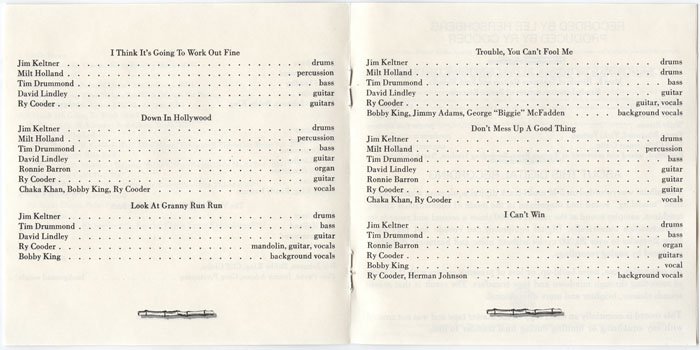 I Think It's Going To Work Out Fine
Jim Keltner . . . . . . . . . . drums
Milt Holland . . . . . . . . . . percussion
Tim Drummond . . . . . . . . . . bass
David Lindley . . . . . . . . . . guitar
Ry Cooder . . . . . . . . . . guitars
Down In Hollywood
Jim Keltner . . . . . . . . . . drums
Milt Holland . . . . . . . . . . percussion
Tim Drummond . . . . . . . . . . bass
David Lindley . . . . . . . . . . guitar
Ronnie Barron . . . . . . . . . . organ
Ry Cooder . . . . . . . . . . guitar
Chaka Khan, Bobby King, Ry Cooder . . . . . . . . . . vocals
Look At Granny Run Run
Jim Keltner . . . . . . . . . . drums
Tim Drummond . . . . . . . . . . bass
David Lindley . . . . . . . . . . guitar
Ry Cooder . . . . . . . . . . mandolin, guitar, vocals
Bobby King . . . . . . . . . . background vocals
Trouble, You Can't Fool Me
Jim Keltner . . . . . . . . . . drums
Milt Holland . . . . . . . . . . drums
Tim Drummond . . . . . . . . . . bass
David Lindley . . . . . . . . . . guitar
Ry Cooder . . . . . . . . . . guitar, vocals
Bobby King, Jimmy Adams, George "Biggie" McFadden . . . . . background vocals
Don't Mess Up A Good Thing
Jim Keltner . . . . . . . . . . drums
Milt Holland . . . . . . . . . . percussion
Tim Drummond . . . . . . . . . . bass
David Lindley . . . . . . . . . . guitar
Ronnie Barron . . . . . . . . . . guitar
Ry Cooder . . . . . . . . . . guitar
Chaka Khan, Ry Cooder . . . . . . . . . . vocals
I Can't Win
Jim Keltner . . . . . . . . . . drums
Tim Drummond . . . . . . . . . . bass
Ronnie Barron . . . . . . . . . . organ
Ry Cooder . . . . . . . . . . guitars
Bobby King . . . . . . . . . . vocal
Ry Cooder, Herman Johnson . . . . . . . . . . background vocals